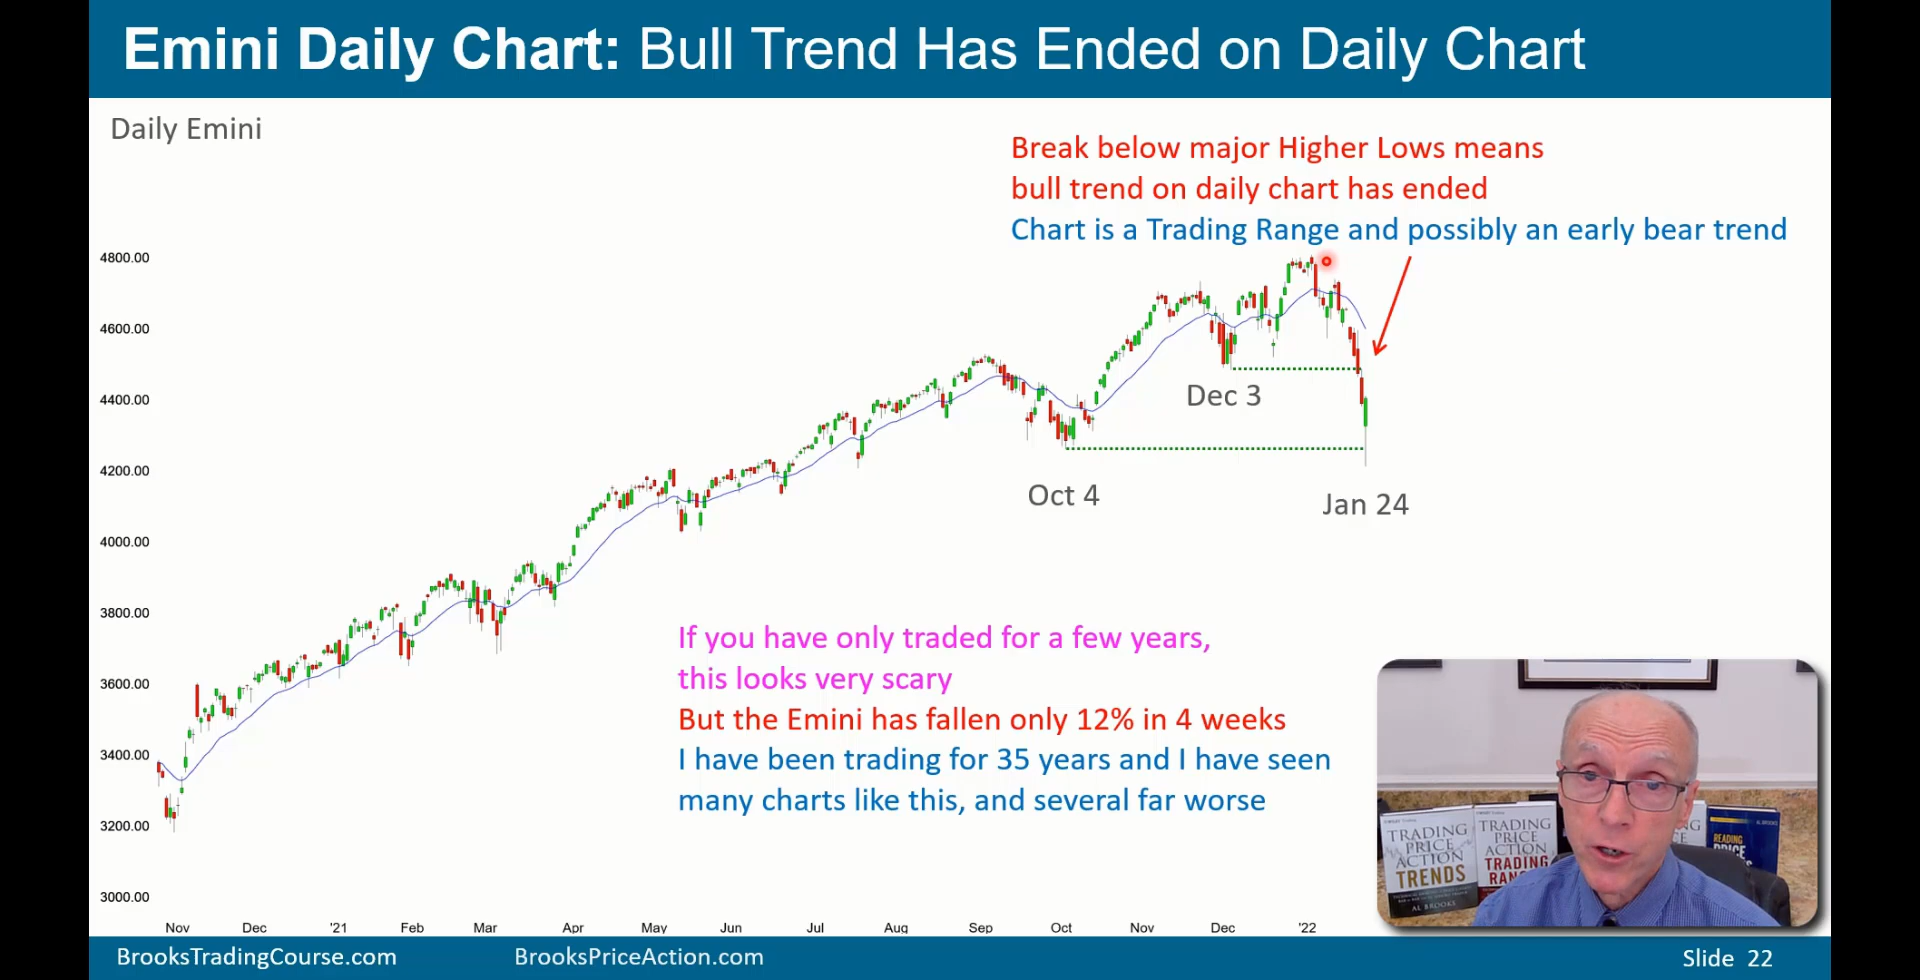 Emini Daily Chart: Bull Trend Has Ended on Daily Chart
Daily Emini
Break below major Higher Lows means
bull trend on daily chart has ended
Chart is a Trading Range and possibly an early bear trend
4800.00
4600.00
4400.00
4200.00
4000.00
3800.00
3600.00
3400.00
3200.00
3000.00
Dec 3
Oct 4
Jan 24
If you have only traded for a few years,
this looks very scary
But the Emini has fallen only 12% in 4 weeks
I have been trading for 35 years and I have seen
many charts like this, and several far worse
TRADING
PRICE
ACTION
TRENDS
AL BROOKS
TRADING
PRICE
ACTION
TRADING
READING
Nov Dec '21 Feb Mar Apr May Jun Jul Aug Sep Oct Nov Dec '22
BrooksTradingCourse.com BrooksPriceAction.com Slide 22